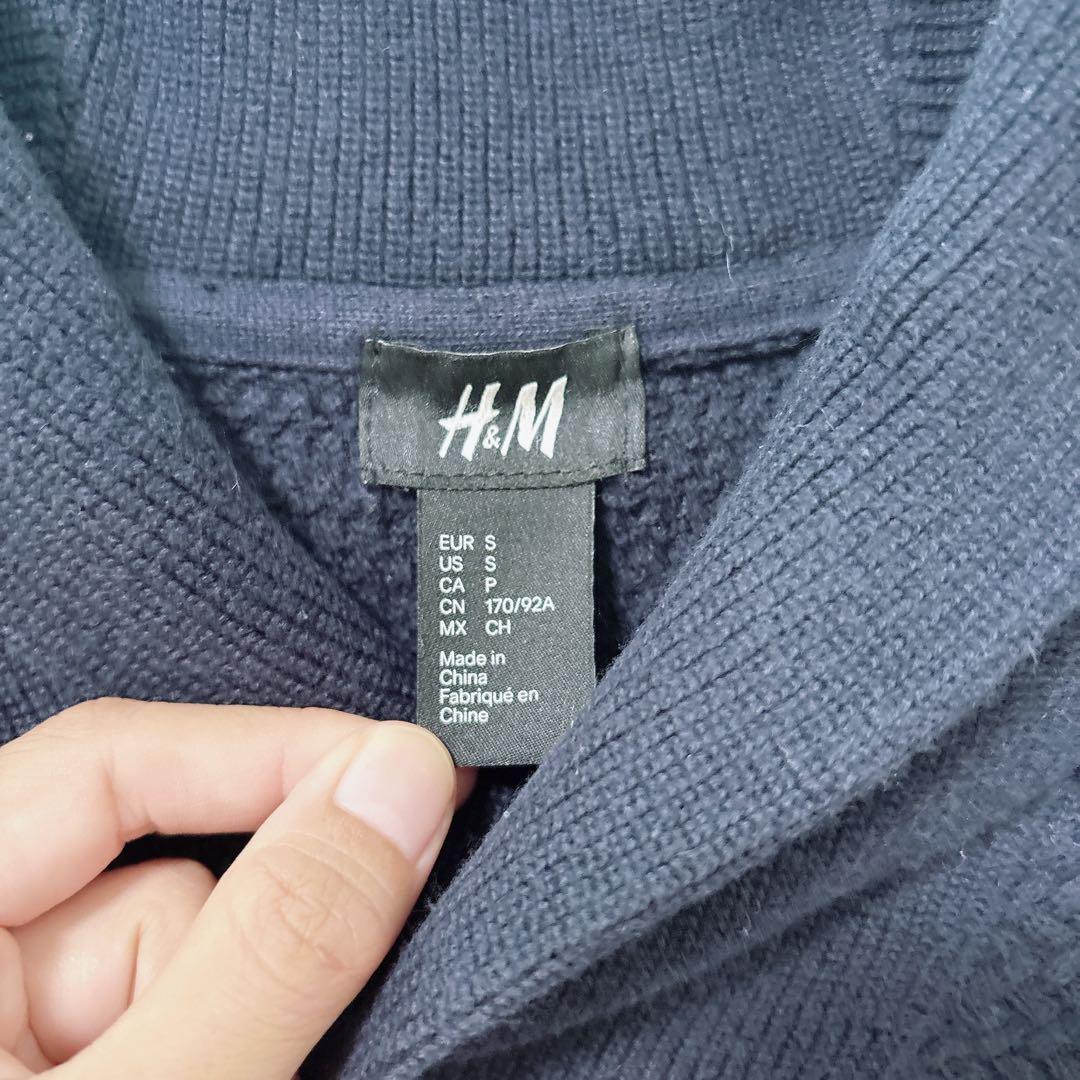 H&M
EUR S
US S
CA P
CN 170/92A
MX CH
Made in
China
Fabriqué en
Chine